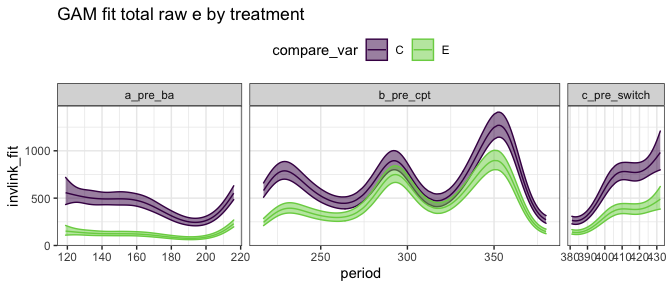 GAM fit total raw e by treatment
compare_var C E
a_pre_ba b_pre_cpt c_pre_switch
invlink_fit
1000
500
0
120 140 160 180 200 220 250 300 350 380 390 400 410 420 430
period